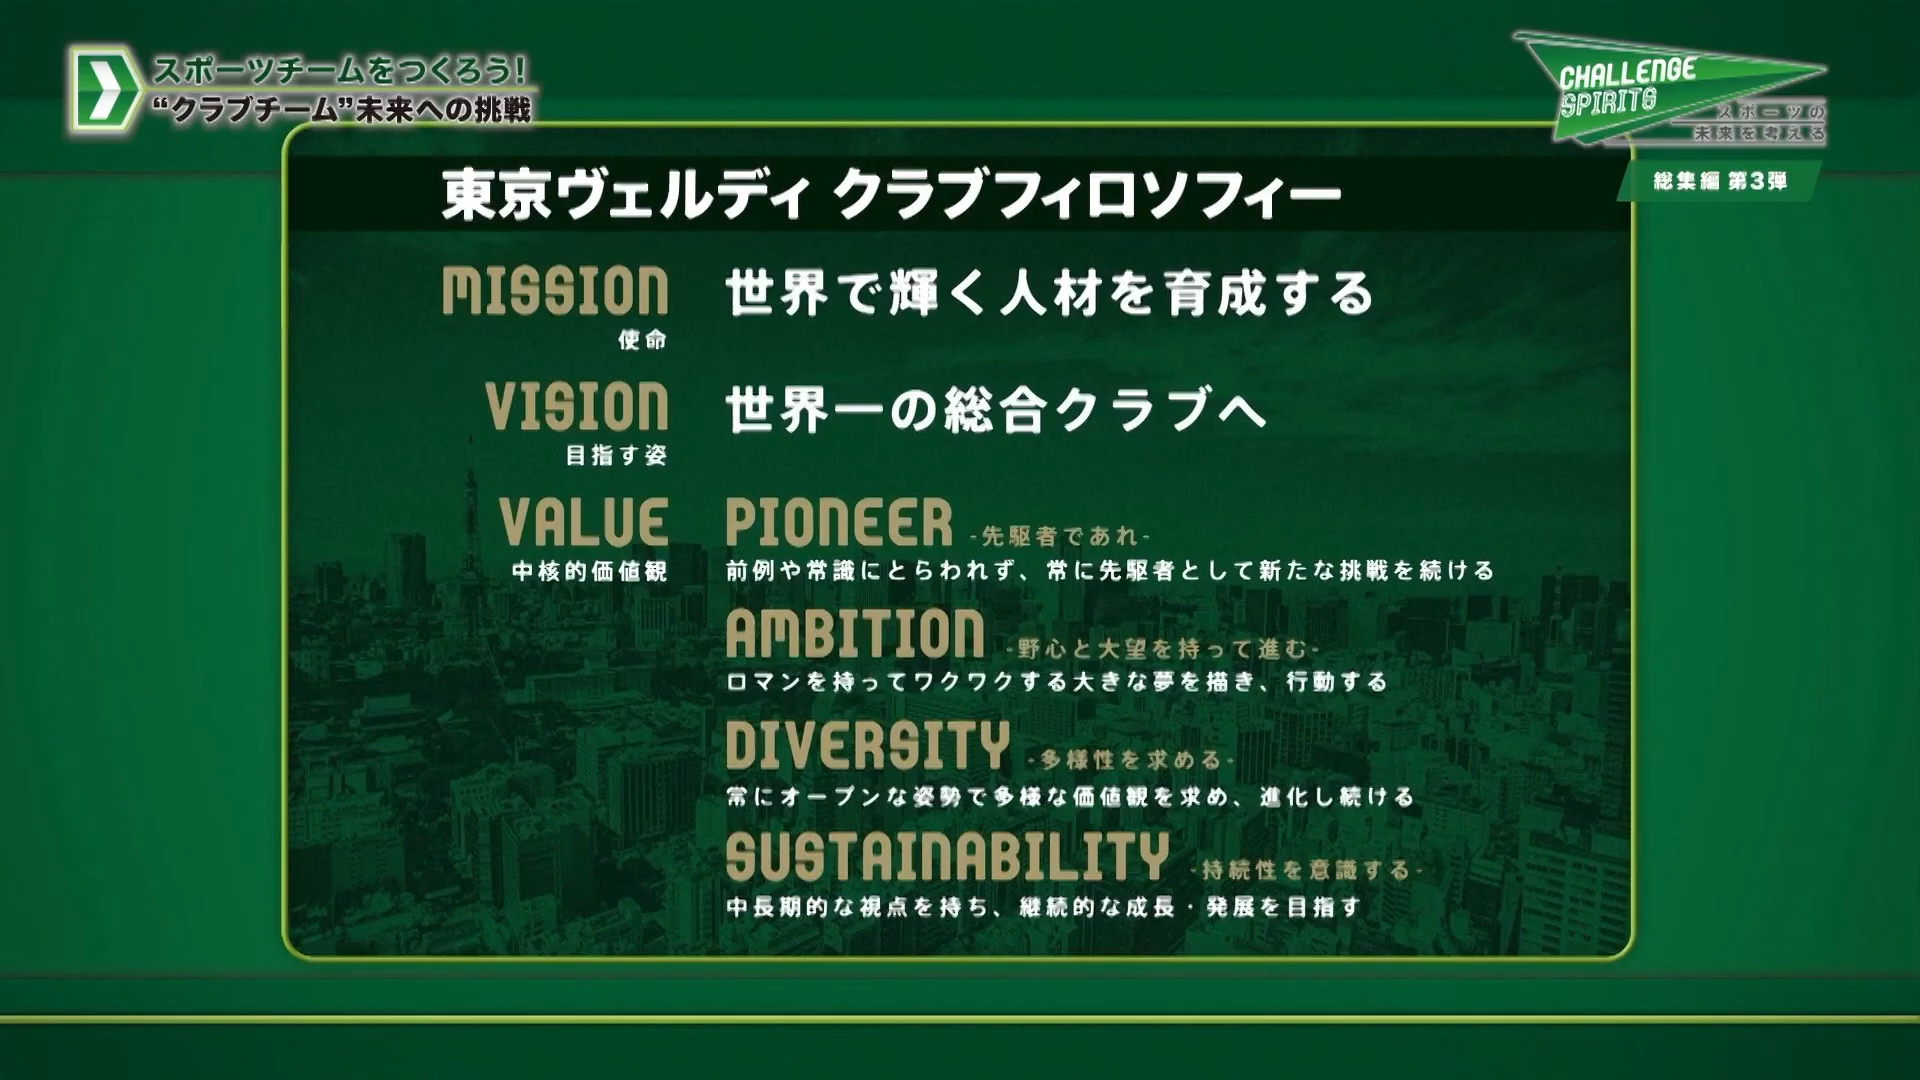 スポーツチームをつくろう！
“クラブチーム”未来への挑戦
CHALLENGE
SPIRITS
スポーツの
未来を考える
総集編 第3弾
東京ヴェルディ クラブフィロソフィー
MISSION 世界で輝く人材を育成する
使命
VISION 世界一の総合クラブへ
目指す姿
VALUE PIONEER -先駆者であれ-
中核的価値観 前例や常識にとらわれず、常に先駆者として新たな挑戦を続ける
AMBITION -野心と大望を持って進む-
ロマンを持ってワクワクする大きな夢を描き、行動する
DIVERSITY -多様性を求める-
常にオープンな姿勢で多様な価値観を求め、進化し続ける
SUSTAINABILITY -持続性を意識する-
中長期的な視点を持ち、継続的な成長・発展を目指す